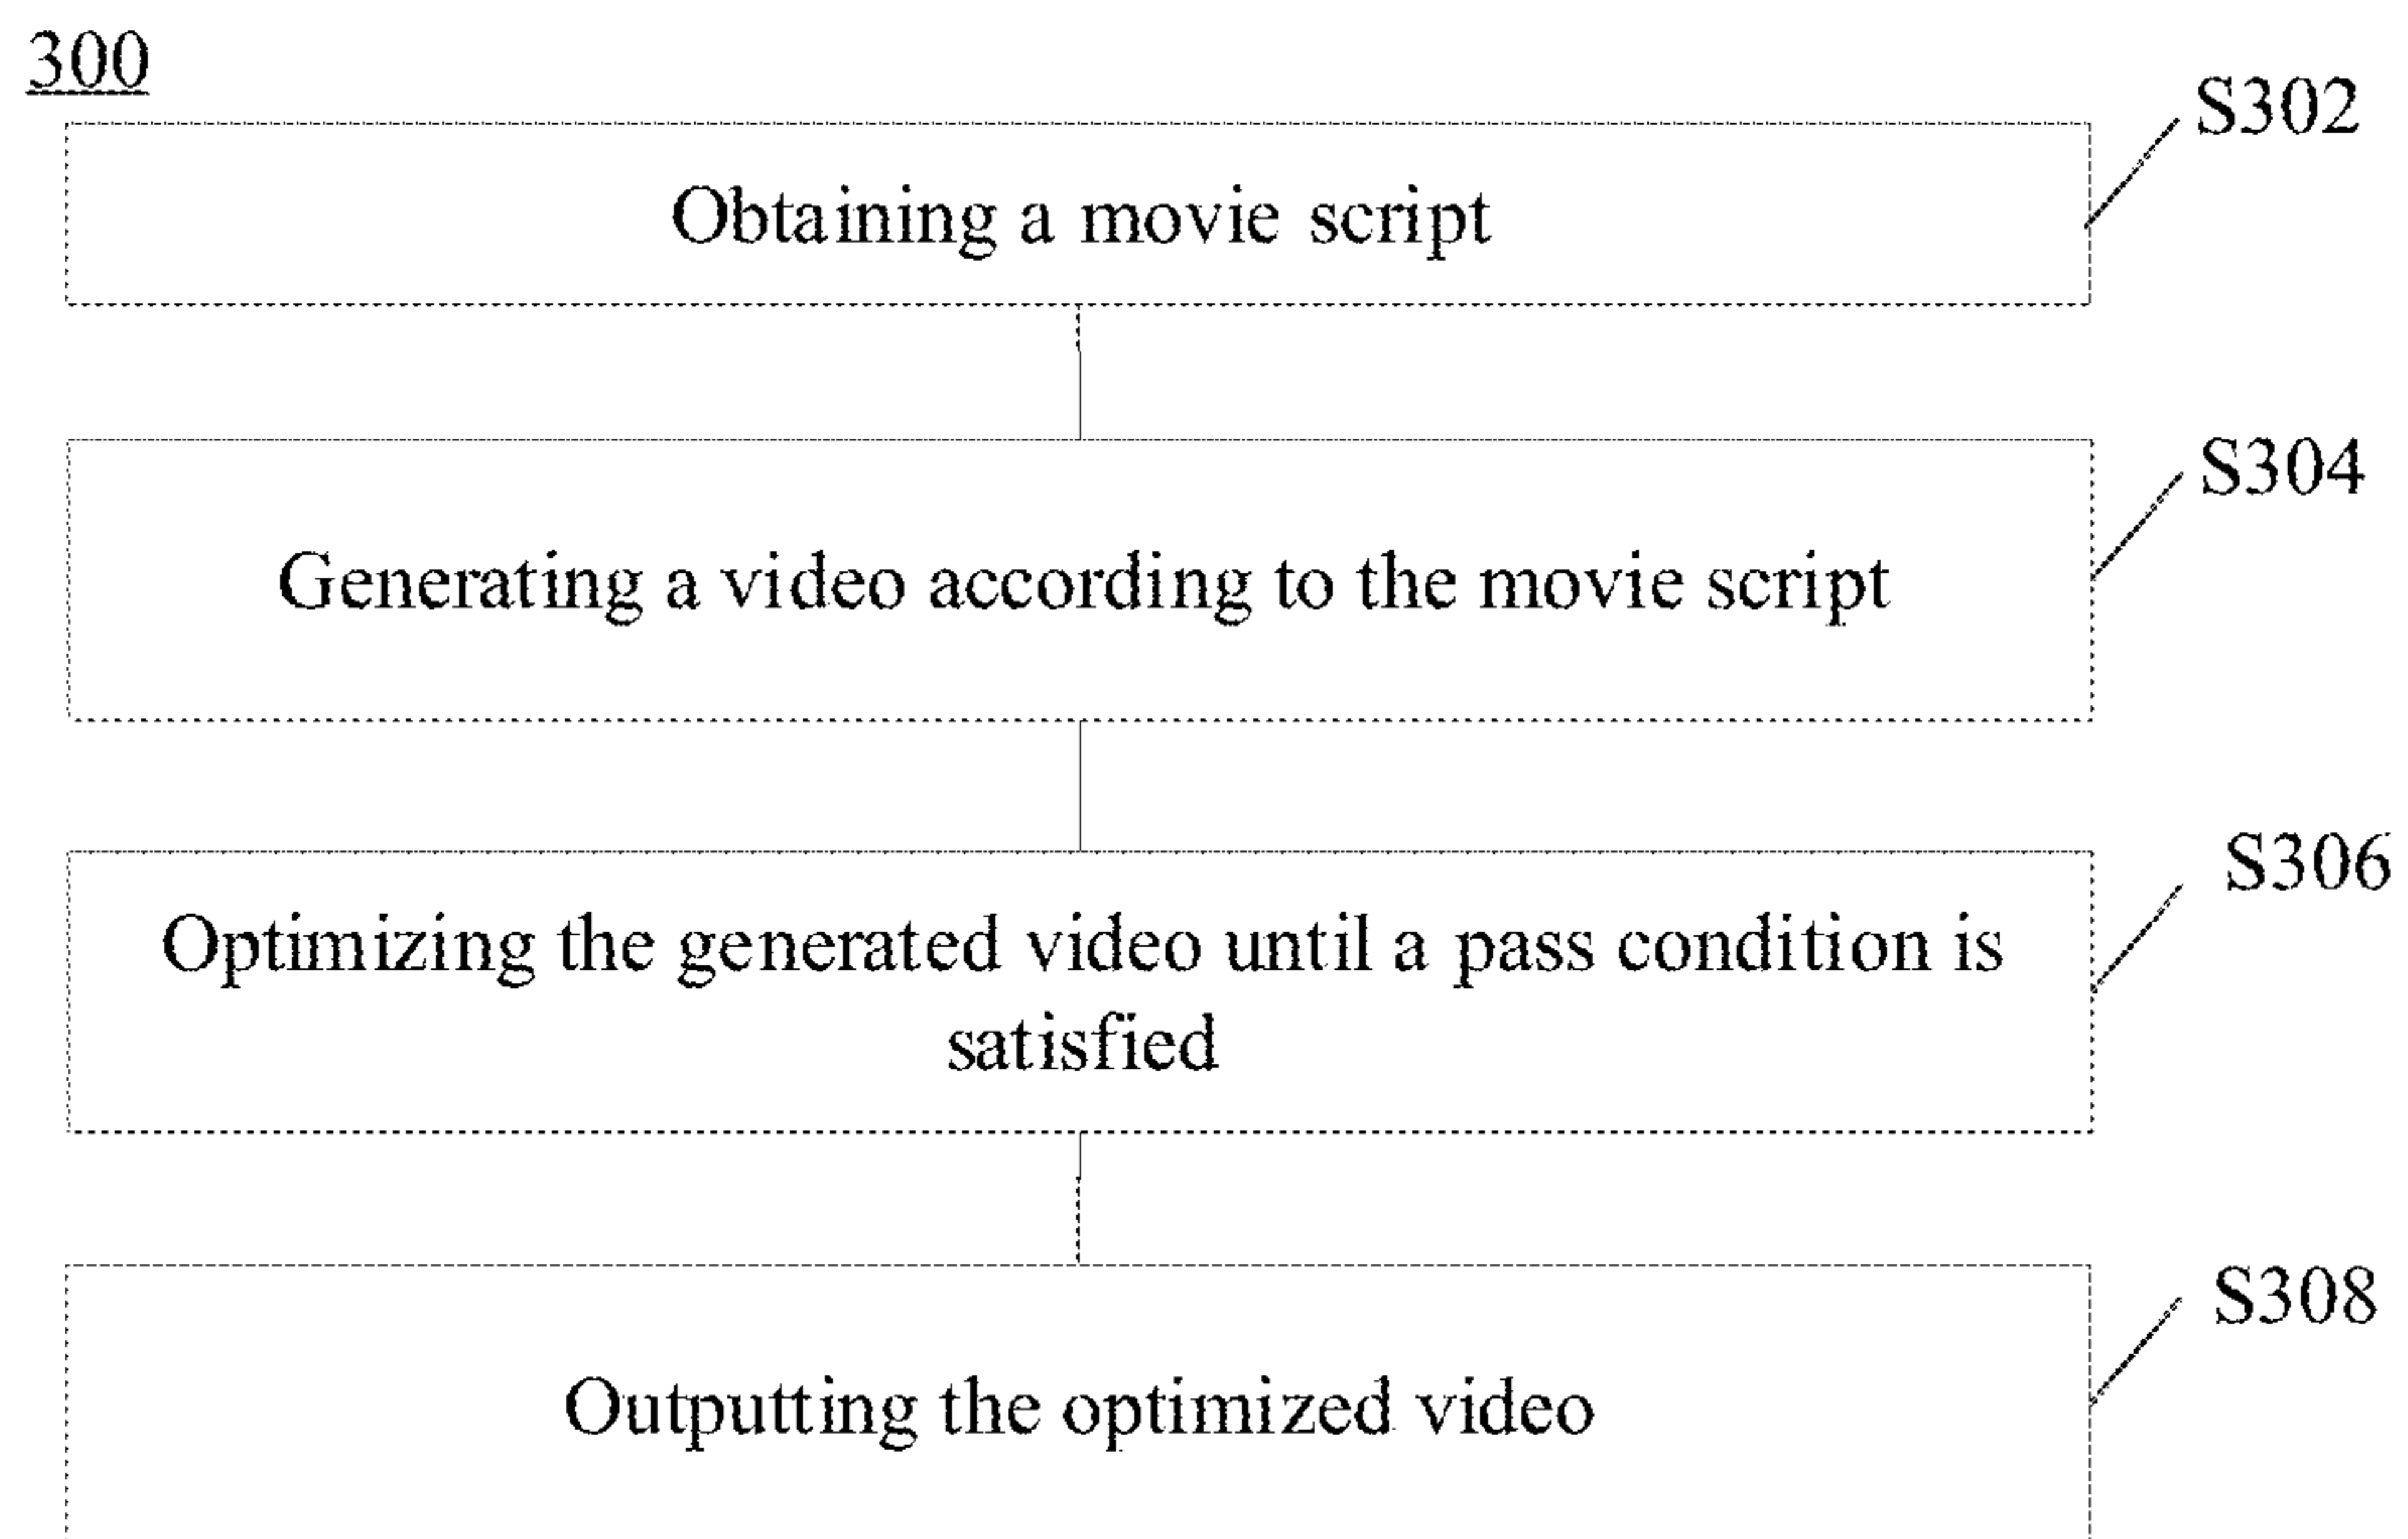 300
S302
Obtaining a movie script
S304
Generating a video according to the movie script
S306
Optimizing the generated video until a pass condition is
satisfied
S308
Outputting the optimized video